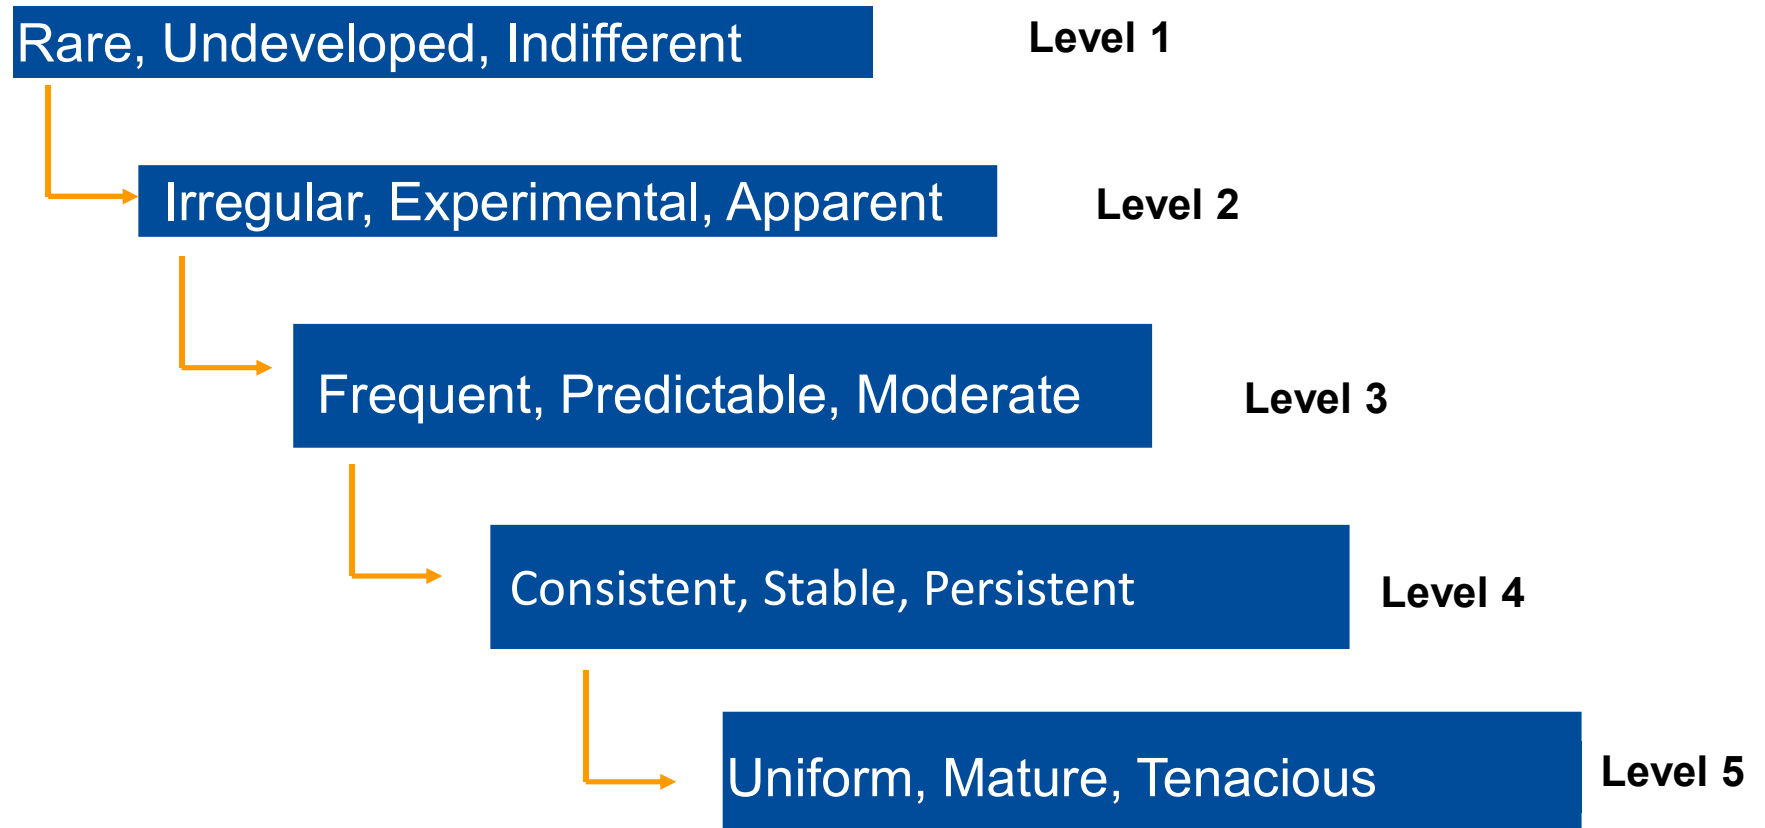 Rare, Undeveloped, Indifferent
Level 1
Irregular, Experimental, Apparent
Level 2
Frequent, Predictable, Moderate
Level 3
Consistent, Stable, Persistent
Level 4
Uniform, Mature, Tenacious
Level 5